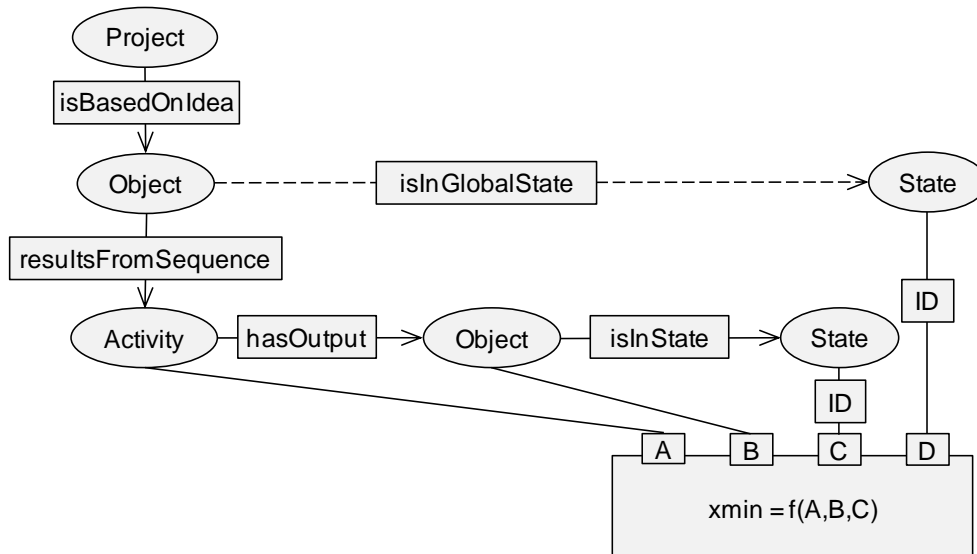 Project
isBasedOnIdea
Object
isInGlobalState
State
resultsFromSequence
ID
Activity
hasOutput
Object
isInState
State
ID
A
B
C
D
xmin = f(A,B,C)